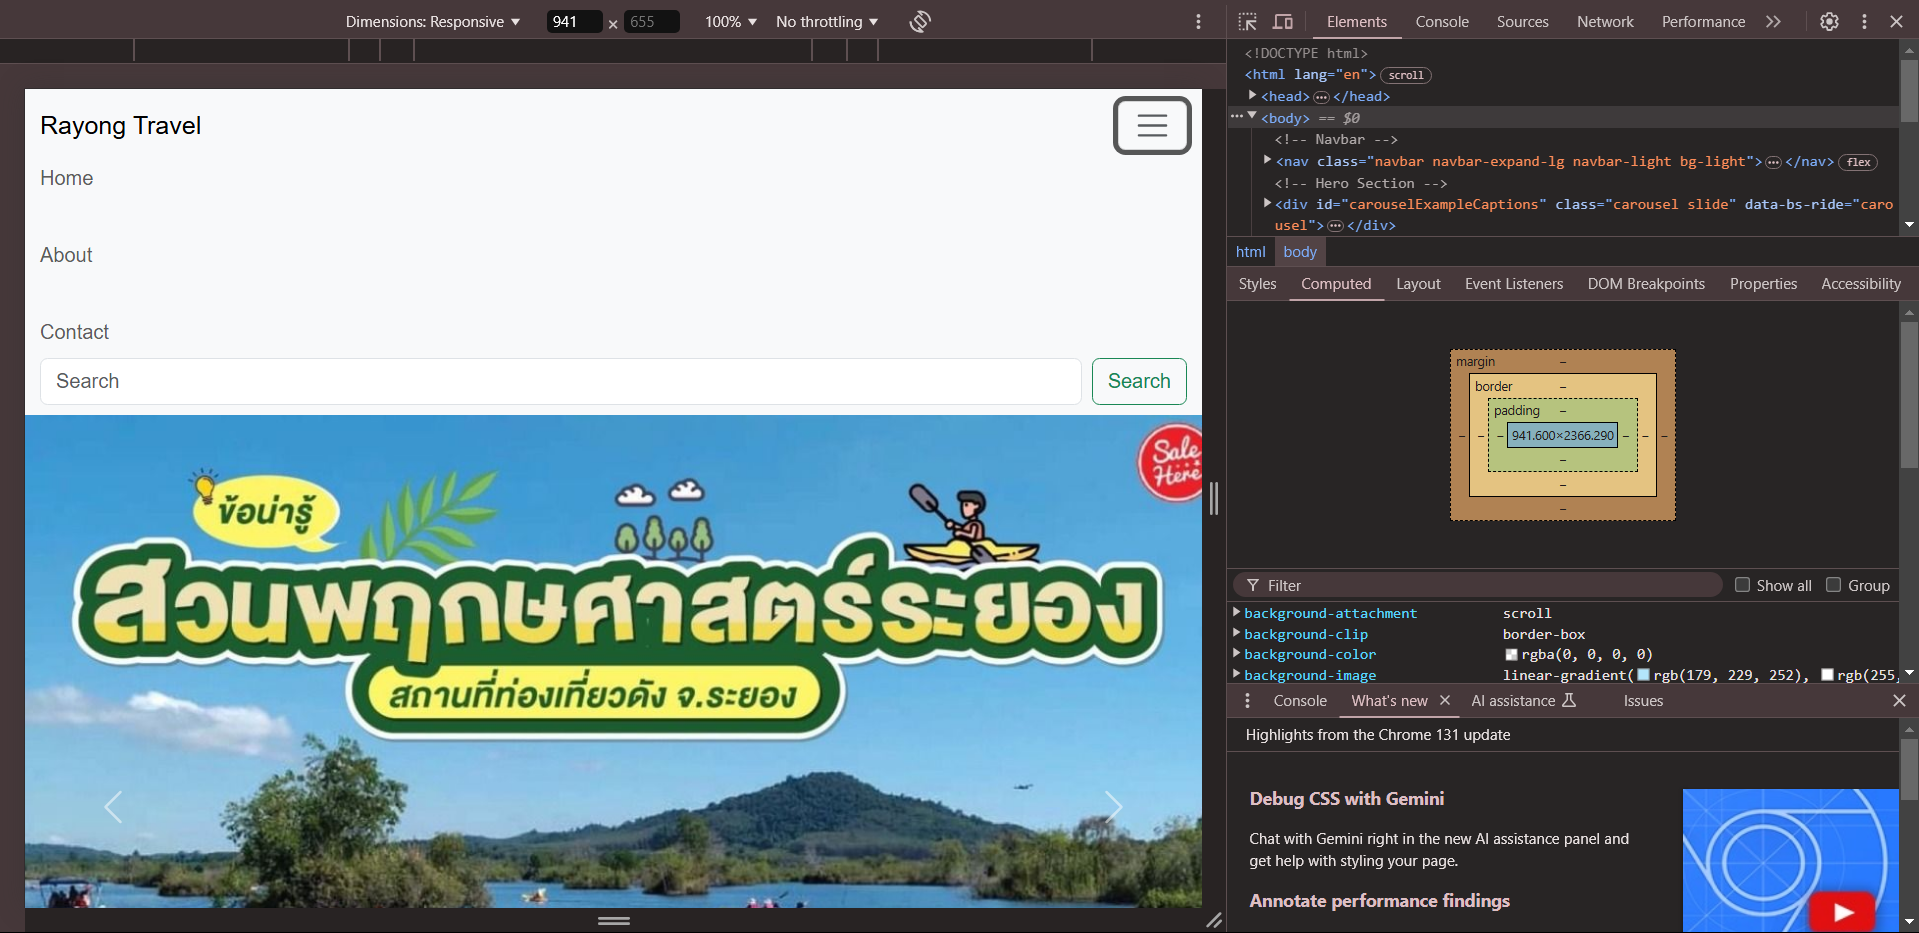 Dimensions: Responsive
941
×
655
100%
No throttling
Elements
Console
Sources
Network
Performance
Rayong Travel
Home
About
Contact
Search
Search
Sale
Here
ข้อน่ารู้
สวนพฤกษศาสตร์ระยอง
สถานที่ท่องเที่ยวดัง จ.ระยอง
<!DOCTYPE html>
<html lang="en"> scroll
<head> ••• </head>
••• <body> == $0
<!-- Navbar -->
<nav class="navbar navbar-expand-lg navbar-light bg-light"> ••• </nav> flex
<!-- Hero Section -->
<div id="carouselExampleCaptions" class="carousel slide" data-bs-ride="caro
usel"> ••• </div>
html body
Styles Computed Layout Event Listeners DOM Breakpoints Properties Accessibility
margin –
border –
padding –
– – – 941.600×2366.290 – – –
–
–
–
Filter
Show all
Group
background-attachment scroll
background-clip border-box
background-color rgba(0, 0, 0, 0)
background-image linear-gradient( rgb(179, 229, 252), rgb(255,
Console What's new AI assistance Issues
Highlights from the Chrome 131 update
Debug CSS with Gemini
Chat with Gemini right in the new AI assistance panel and
get help with styling your page.
Annotate performance findings